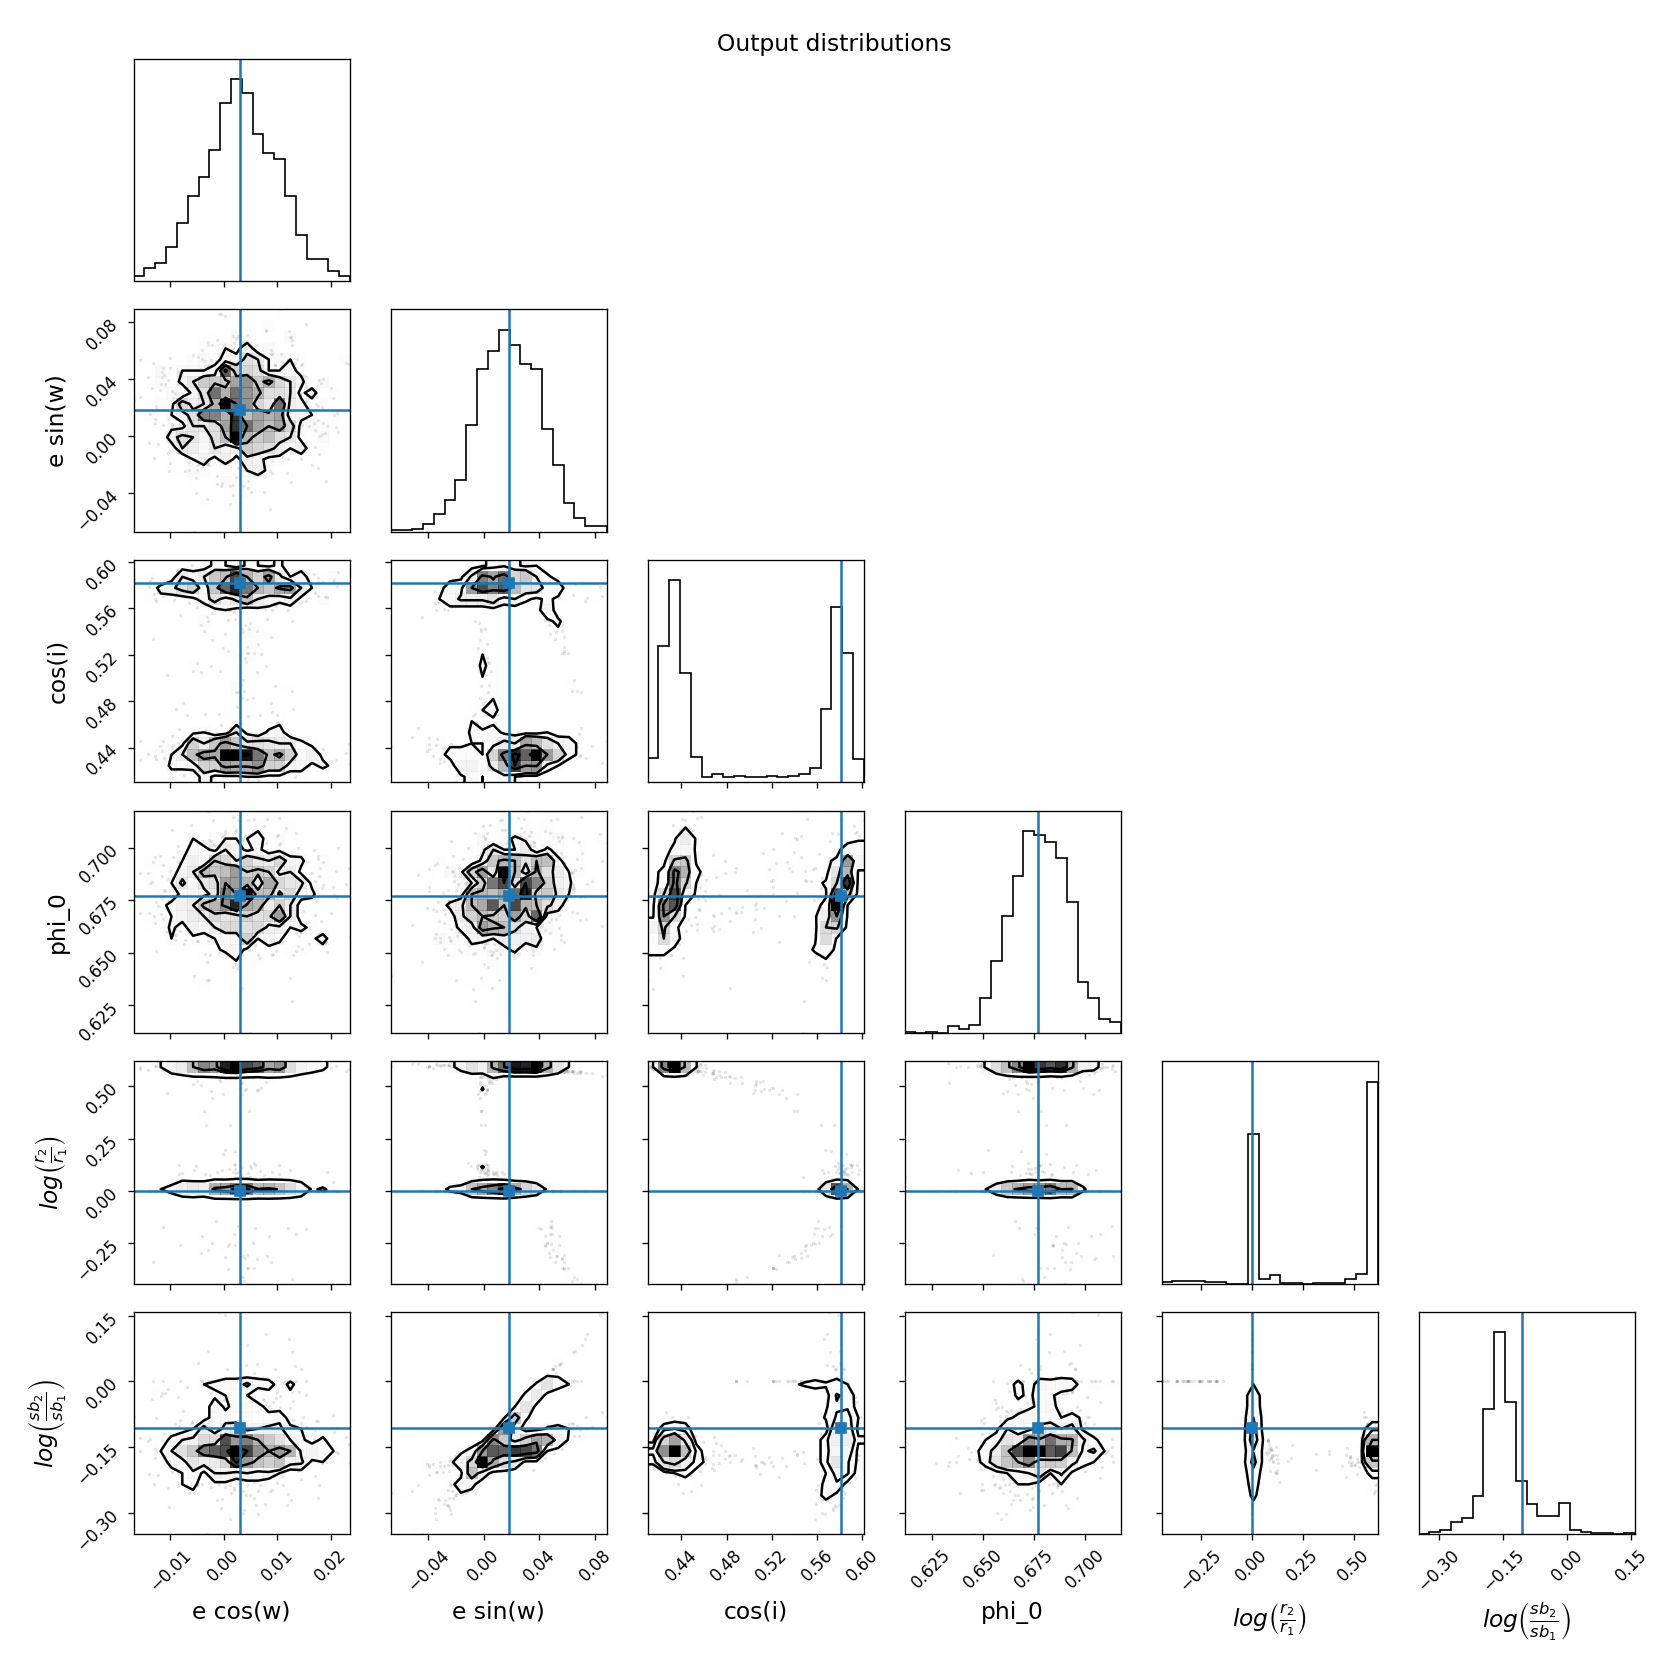 Output distributions
e sin(w)
0.08
0.04
0.00
−0.04
cos(i)
0.60
0.56
0.52
0.48
0.44
phi_0
0.700
0.675
0.650
0.625
log(r2/r1)
0.50
0.25
0.00
−0.25
log(sb2/sb1)
0.15
0.00
−0.15
−0.30
−0.01 0.00 0.01 0.02
−0.04 0.00 0.04 0.08
0.44 0.48 0.52 0.56 0.60
0.625 0.650 0.675 0.700
−0.25 0.00 0.25 0.50
−0.30 −0.15 0.00 0.15
e cos(w)
e sin(w)
cos(i)
phi_0
log(r2/r1)
log(sb2/sb1)